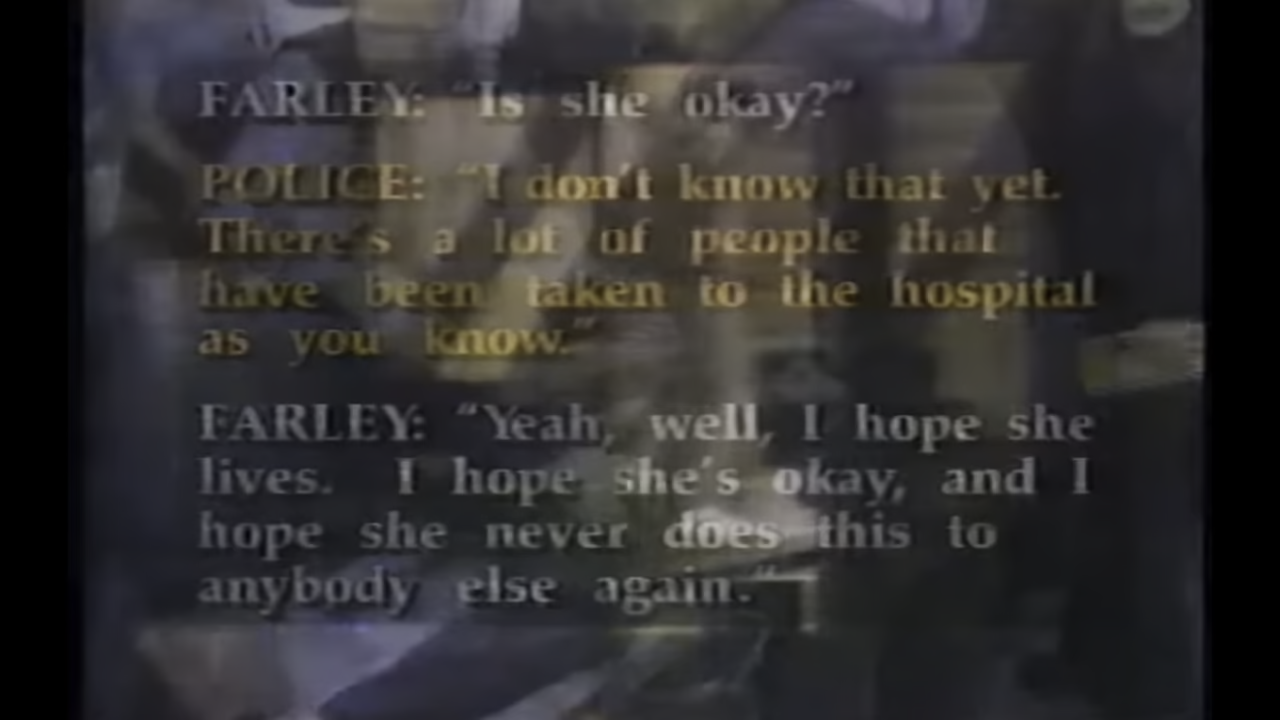 FARLEY: “Is she okay?”
POLICE: “I don't know that yet.
There's a lot of people that
have been taken to the hospital
as you know.”
FARLEY: “Yeah, well, I hope she
lives. I hope she's okay, and I
hope she never does this to
anybody else again.”